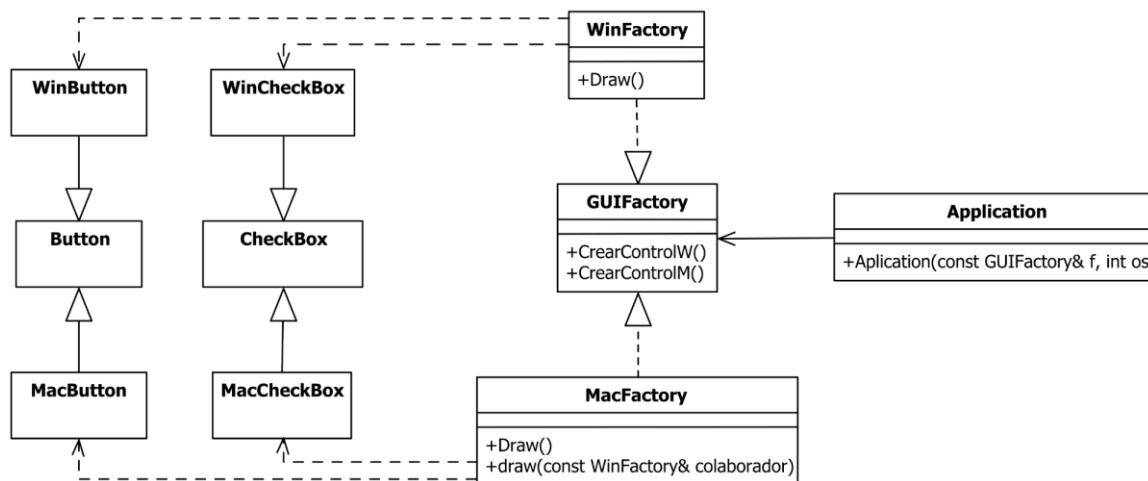 WinFactory
+Draw()
WinButton
WinCheckBox
GUIFactory
+CrearControlW()
+CrearControlM()
Application
+Aplication(const GUIFactory& f, int os
Button
CheckBox
MacButton
MacCheckBox
MacFactory
+Draw()
+draw(const WinFactory& colaborador)